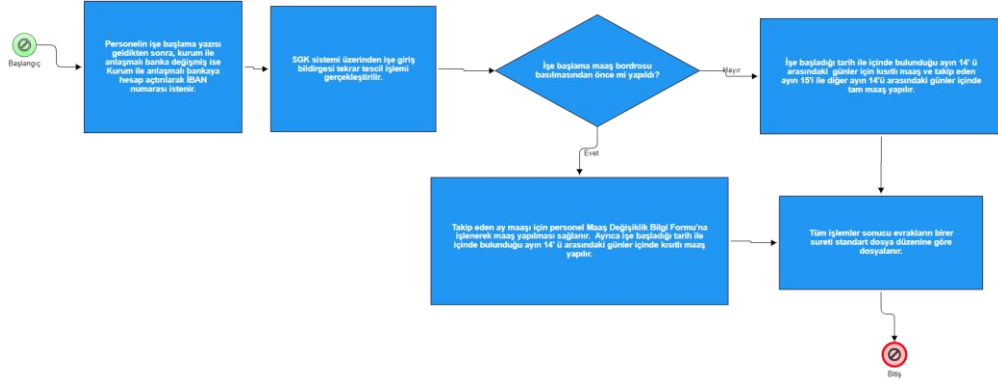 Başlangıç
Personelin işe başlama yazısı
geldikten sonra, kurum ile
anlaşmalı banka değişmiş ise
Kurum ile anlaşmalı bankaya
hesap açtırılarak İBAN
numarası istenir.
SGK sistemi üzerinden işe giriş
bildirgesi tekrar tescil işlemi
gerçekleştirilir.
İşe başlama maaş bordrosu
basılmasından önce mi yapıldı?
Hayır
İşe başladığı tarih ile içinde bulunduğu ayın 14' ü
arasındaki günler için kısıtlı maaş ve takip eden
ayın 15'i ile diğer ayın 14'ü arasındaki günler içinde
tam maaş yapılır.
Evet
Takip eden ay maaşı için personel Maaş Değişiklik Bilgi Formu'na
işlenerek maaş yapılması sağlanır. Ayrıca işe başladığı tarih ile
içinde bulunduğu ayın 14' ü arasındaki günler içinde kısıtlı maaş
yapılır.
Tüm işlemler sonucu evrakların birer
sureti standart dosya düzenine göre
dosyalanır.
Bitiş